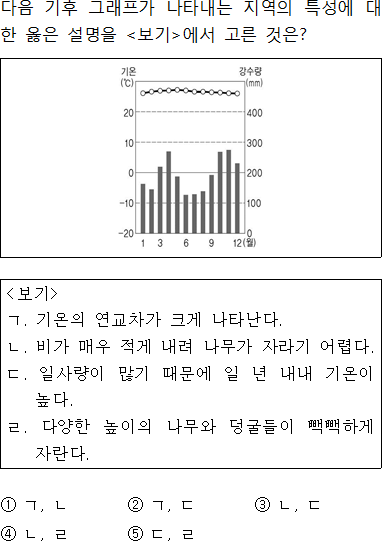 다음 기후 그래프가 나타내는 지역의 특성에 대
한 옳은 설명을 <보기>에서 고른 것은?
기온 강수량
(℃) (mm)
20 400
10 300
0 200
-10 100
-20 0
1 3 6 9 12(월)
<보기>
ㄱ. 기온의 연교차가 크게 나타난다.
ㄴ. 비가 매우 적게 내려 나무가 자라기 어렵다.
ㄷ. 일사량이 많기 때문에 일 년 내내 기온이
높다.
ㄹ. 다양한 높이의 나무와 덩굴들이 빽빽하게
자란다.
① ㄱ, ㄴ ② ㄱ, ㄷ ③ ㄴ, ㄷ
④ ㄴ, ㄹ ⑤ ㄷ, ㄹ